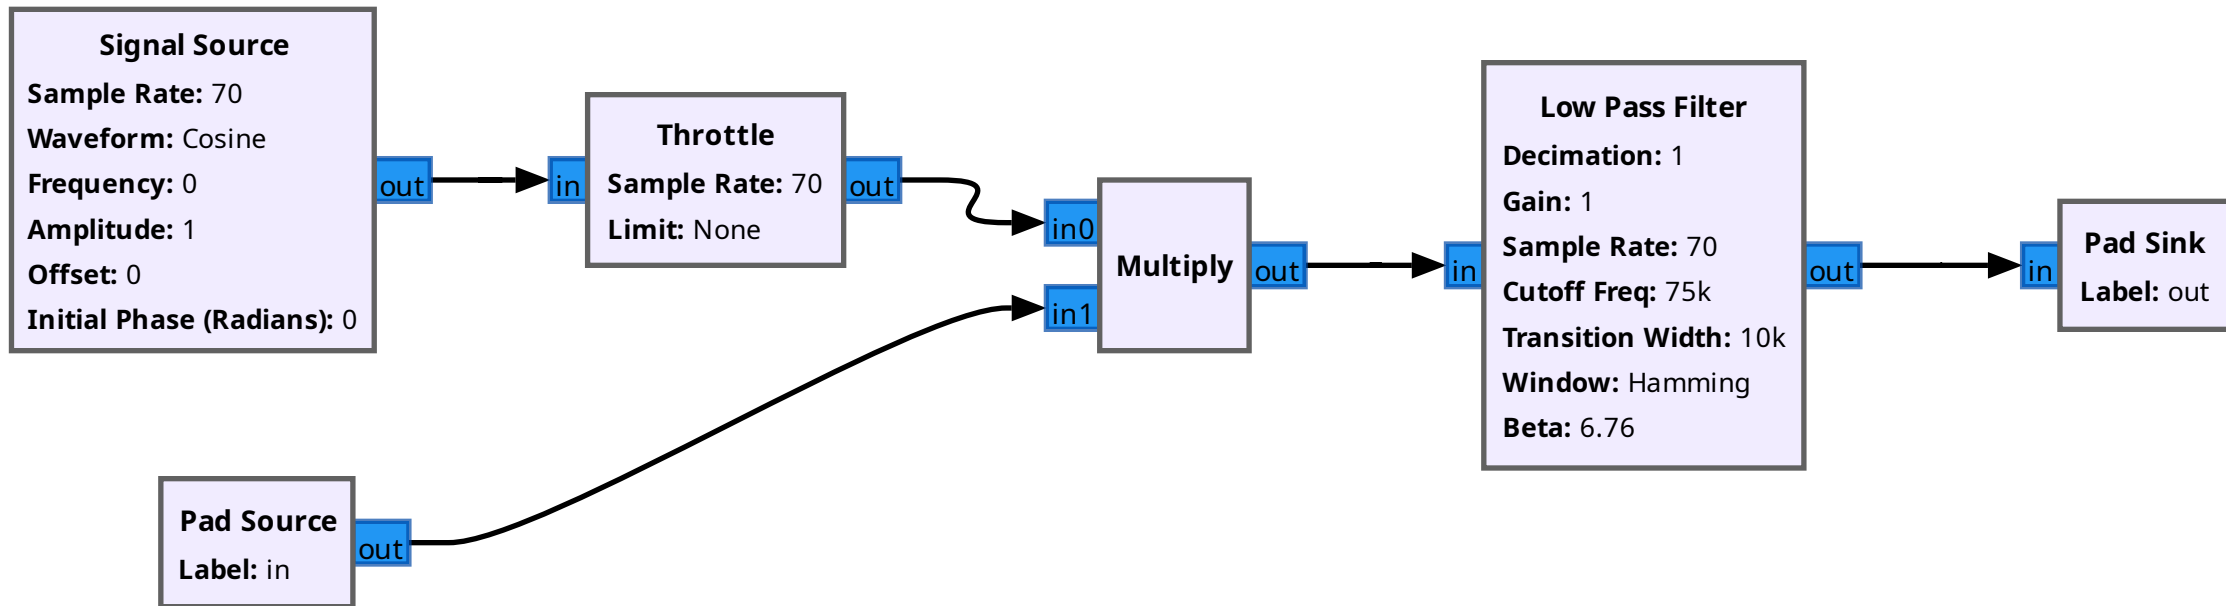 Signal Source
Sample Rate: 70
Waveform: Cosine
Frequency: 0
Amplitude: 1
Offset: 0
Initial Phase (Radians): 0
out
in
Throttle
Sample Rate: 70
Limit: None
out
in0
in1
Multiply
out
in
Low Pass Filter
Decimation: 1
Gain: 1
Sample Rate: 70
Cutoff Freq: 75k
Transition Width: 10k
Window: Hamming
Beta: 6.76
out
in
Pad Sink
Label: out
Pad Source
Label: in
out